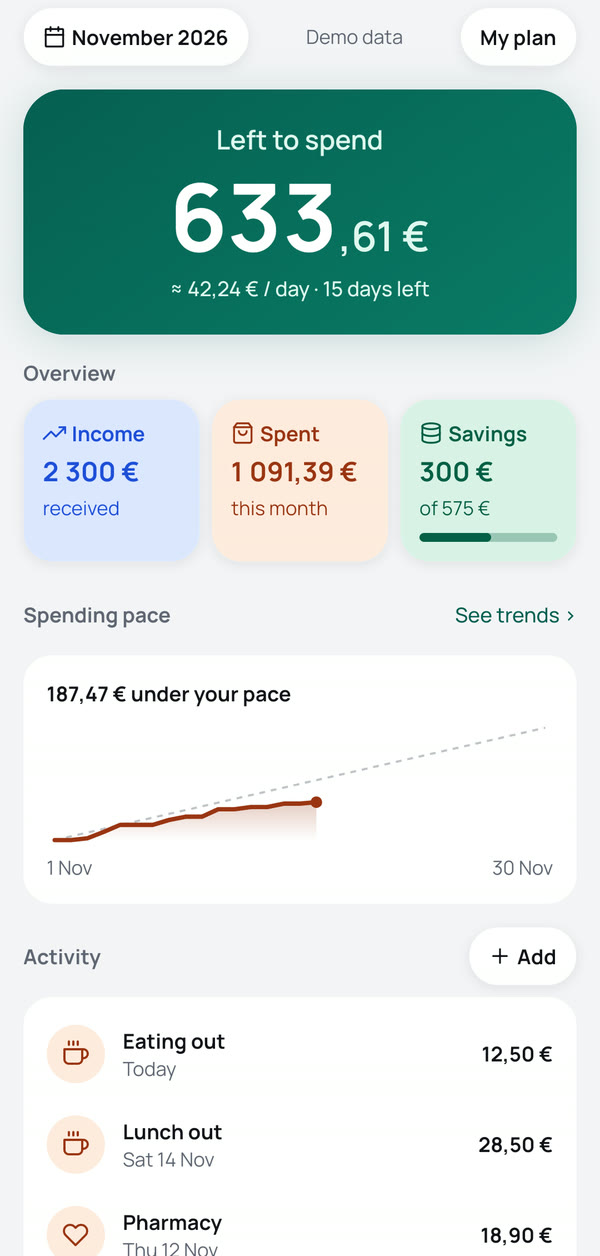 November 2026
Demo data
My plan
Left to spend
633,61 €
≈ 42,24 € / day · 15 days left
Overview
Income
2 300 €
received
Spent
1 091,39 €
this month
Savings
300 €
of 575 €
Spending pace
See trends ›
187,47 € under your pace
1 Nov
30 Nov
Activity
+ Add
Eating out
Today
12,50 €
Lunch out
Sat 14 Nov
28,50 €
Pharmacy
Thu 12 Nov
18,90 €